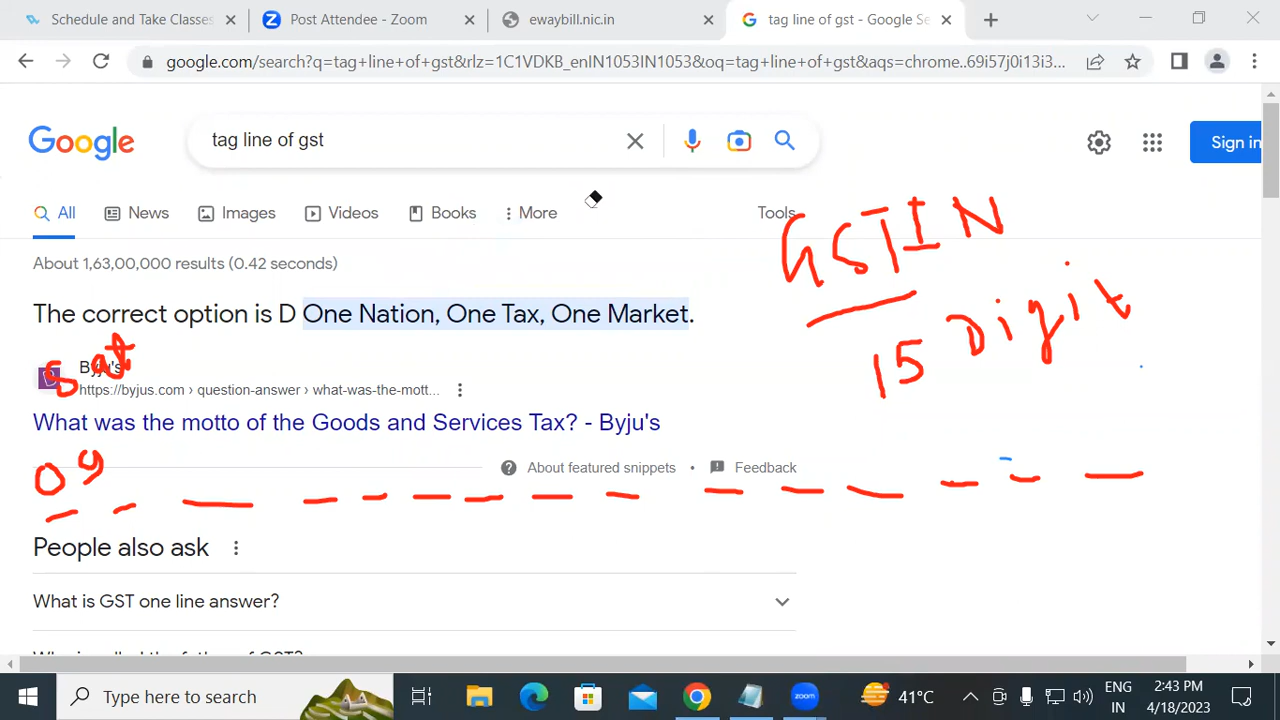 Schedule and Take Classes
Post Attendee - Zoom
ewaybill.nic.in
tag line of gst - Google Se
google.com/search?q=tag+line+of+gst&rlz=1C1VDKB_enIN1053IN1053&oq=tag+line+of+gst&aqs=chrome..69i57j0i13i3...
Google
tag line of gst
Sign in
All
News
Images
Videos
Books
More
Tools
GSTIN
About 1,63,00,000 results (0.42 seconds)
The correct option is D One Nation, One Tax, One Market.
15 Digit
Byju's
https://byjus.com › question-answer › what-was-the-mott...
What was the motto of the Goods and Services Tax? - Byju's
About featured snippets
Feedback
09
People also ask
What is GST one line answer?
Type here to search
41°C
ENG
IN
2:43 PM
4/18/2023